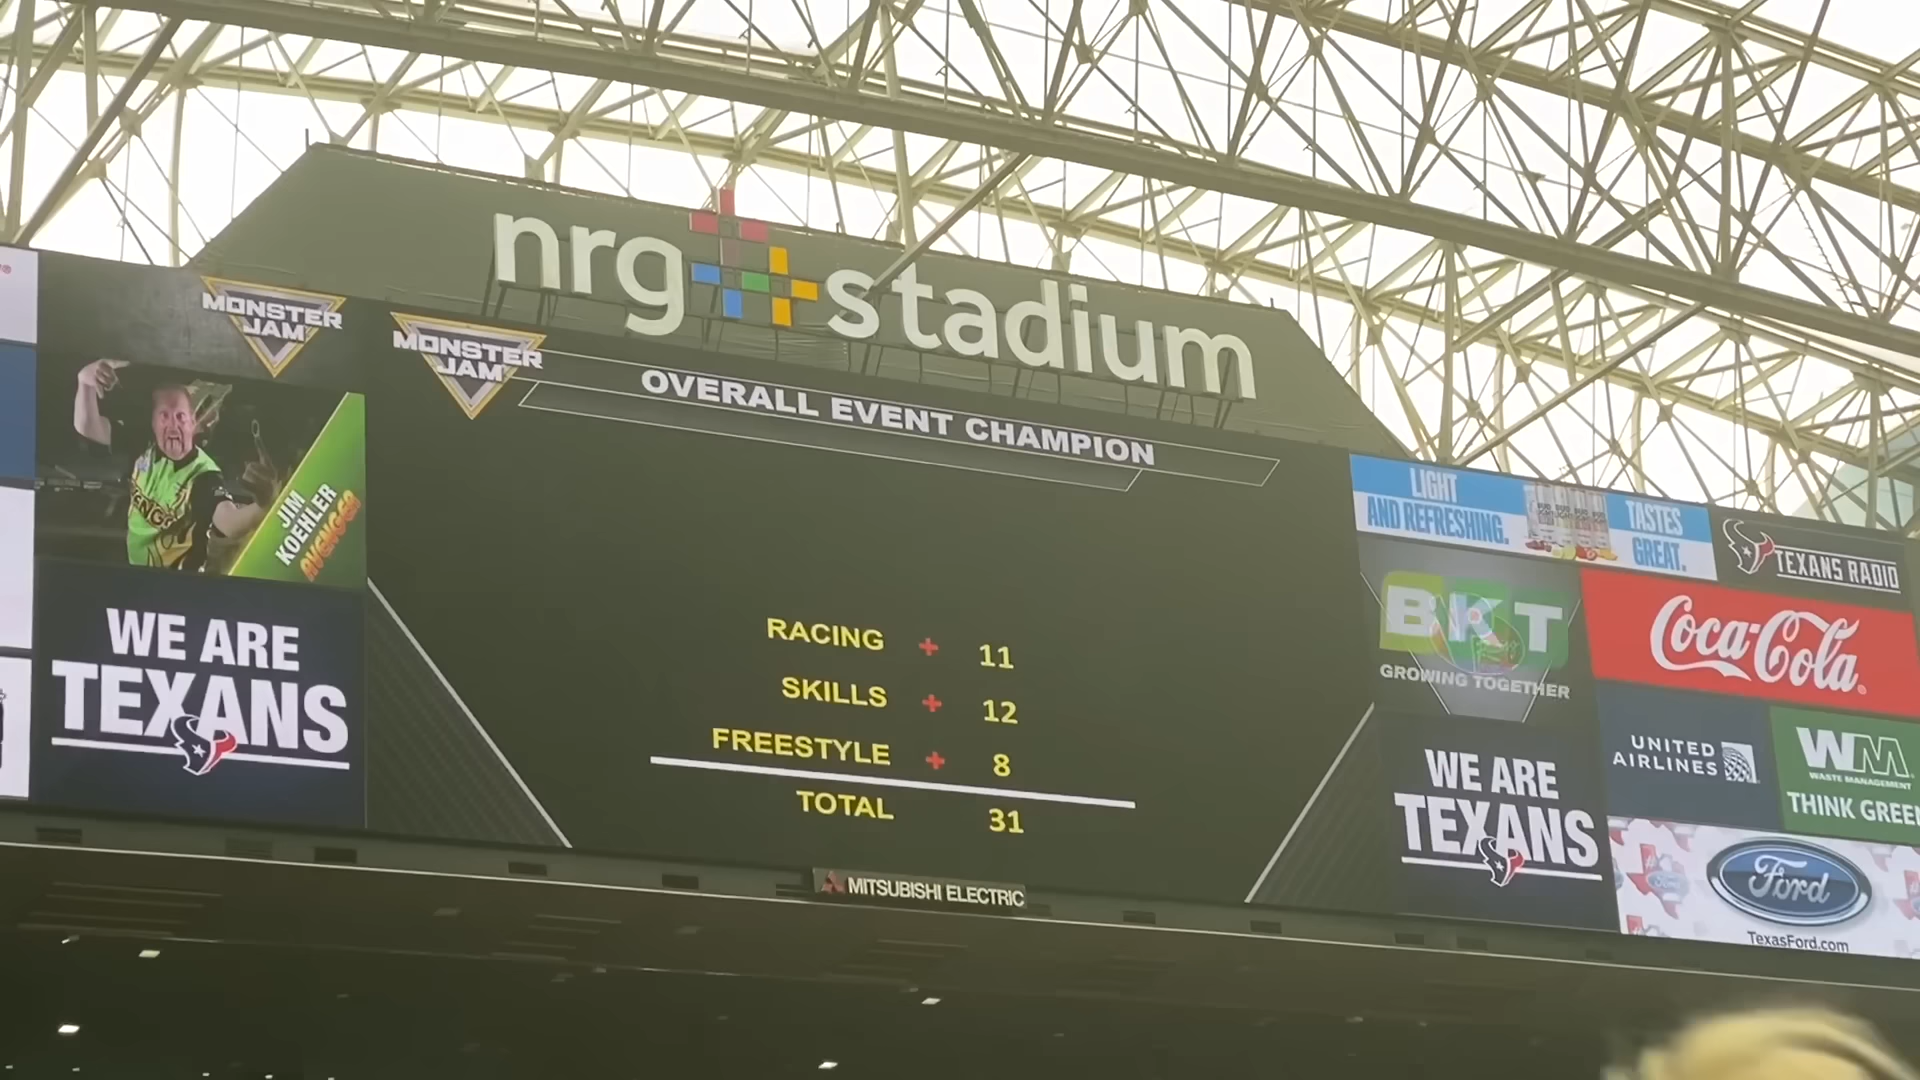 nrg stadium
MONSTER
JAM
MONSTER
JAM
OVERALL EVENT CHAMPION
JIM
KOEHLER
AVENGER
WE ARE
TEXANS
RACING + 11
SKILLS + 12
FREESTYLE + 8
TOTAL 31
MITSUBISHI ELECTRIC
LIGHT
AND REFRESHING.
TASTES
GREAT.
TEXANS RADIO
BKT
GROWING TOGETHER
Coca-Cola
WE ARE
TEXANS
UNITED
AIRLINES
WM
WASTE MANAGEMENT
THINK GREEN
Ford
TexasFord.com